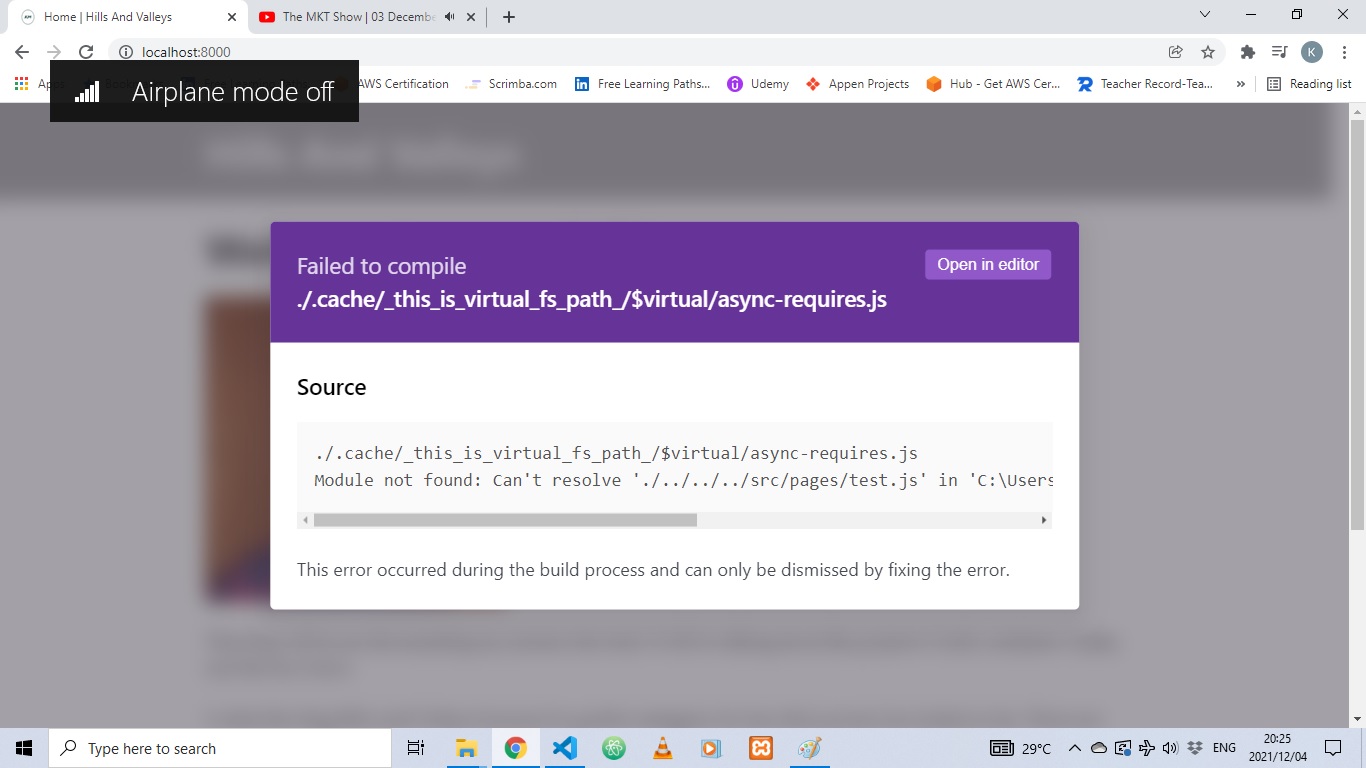 Home | Hills And Valleys
The MKT Show | 03 Decembe
localhost:8000
K
App
AWS Certification
Scrimba.com
Free Learning Paths...
Udemy
Appen Projects
Hub - Get AWS Cer...
Teacher Record-Tea...
»
Reading list
Airplane mode off
Hills And Valleys
Failed to compile
Open in editor
./.cache/_this_is_virtual_fs_path_/$virtual/async-requires.js
Source
./.cache/_this_is_virtual_fs_path_/$virtual/async-requires.js
Module not found: Can't resolve './../../../src/pages/test.js' in 'C:\Users
This error occurred during the build process and can only be dismissed by fixing the error.
Type here to search
29°C
ENG
20:25
2021/12/04